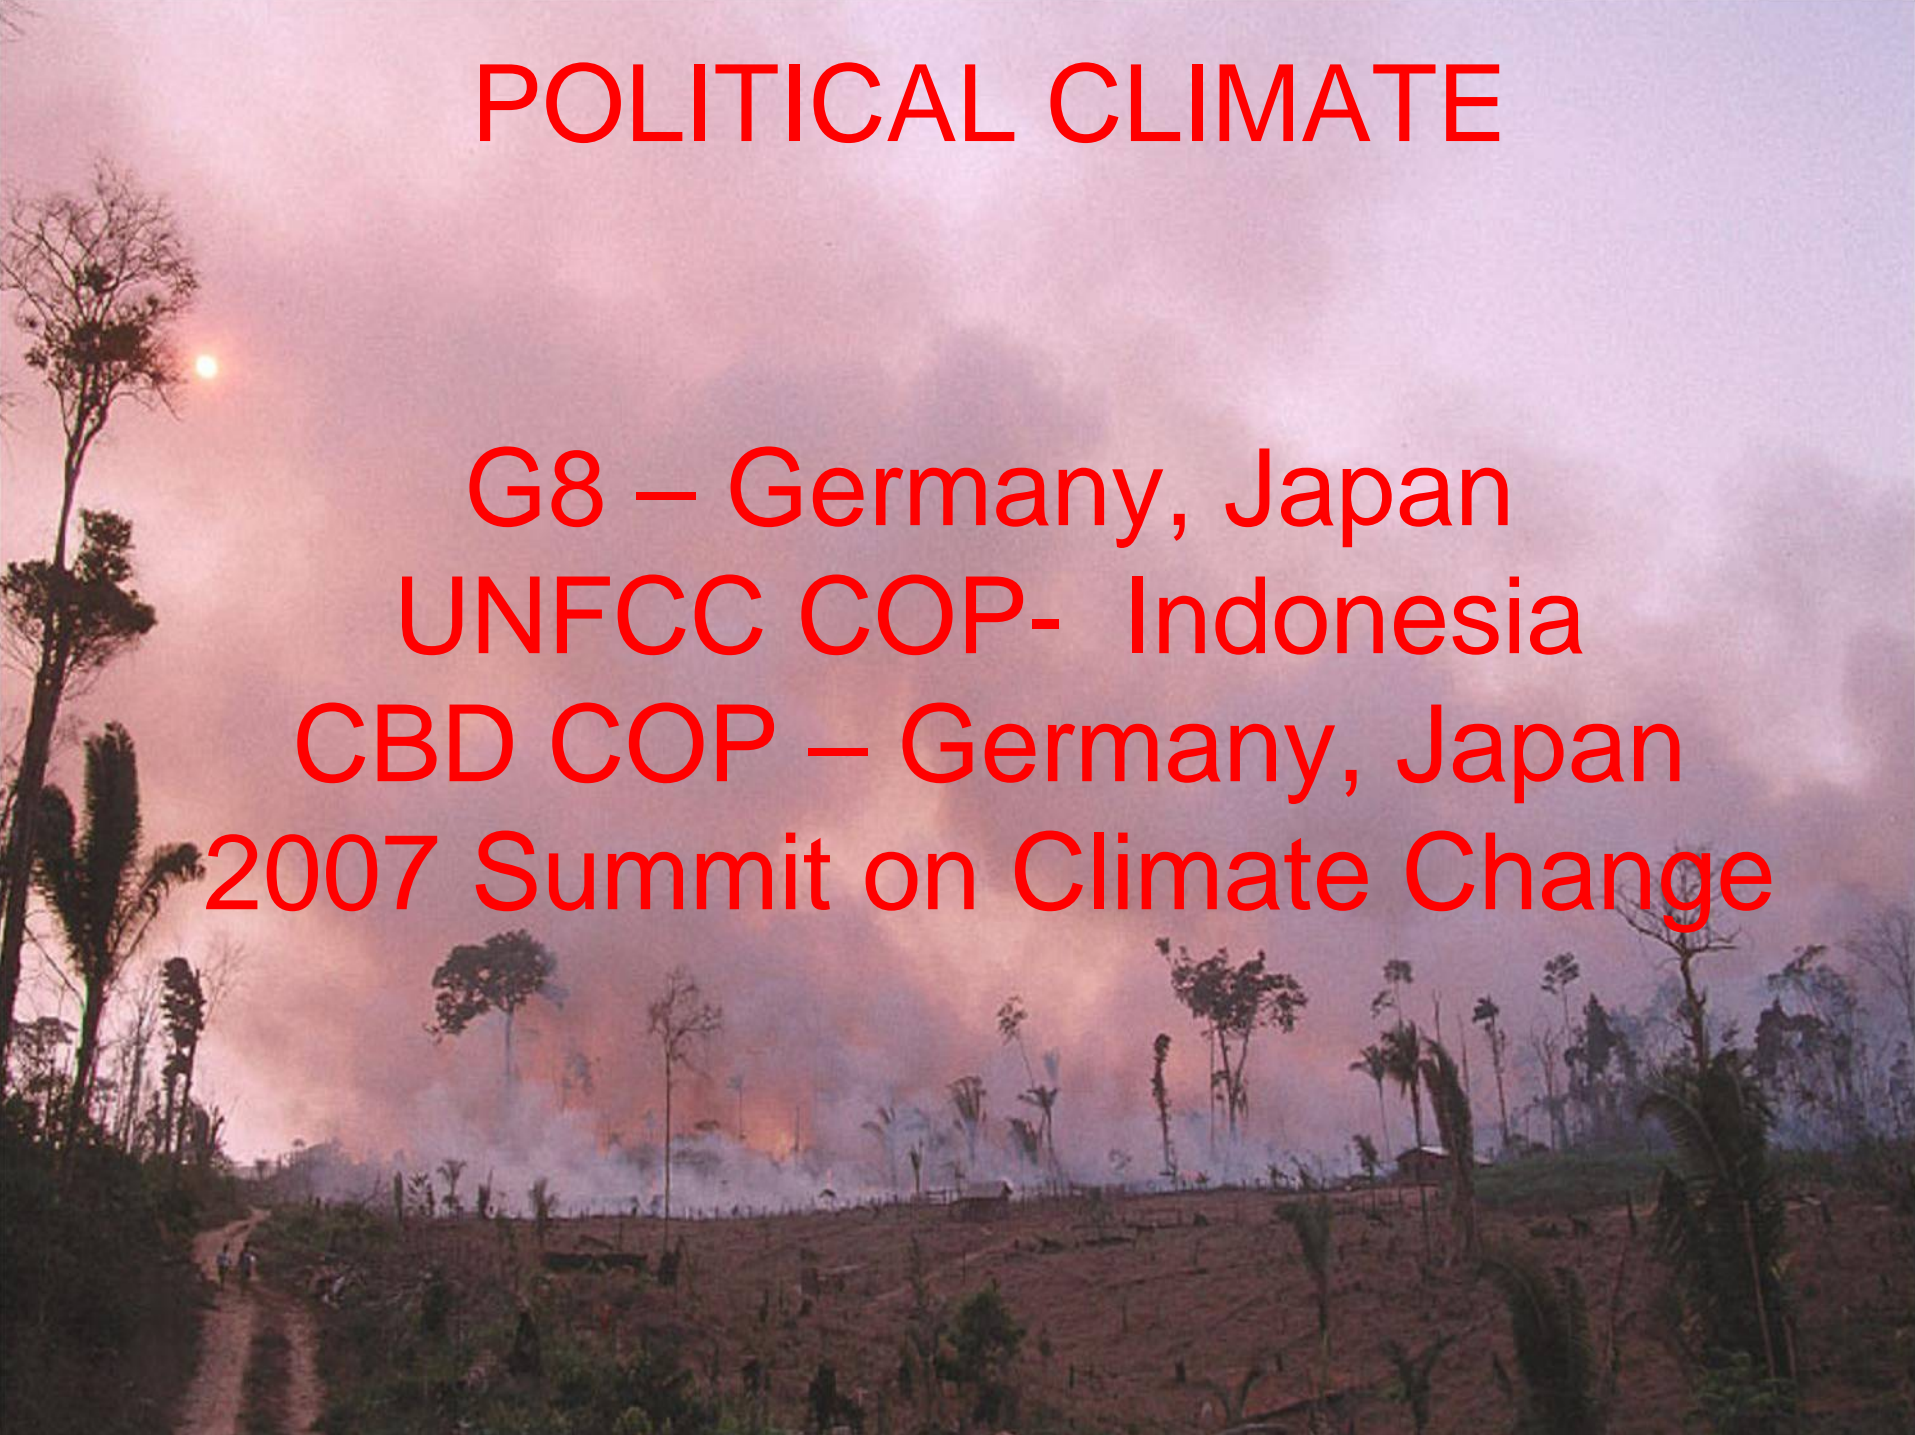 POLITICAL CLIMATE
G8 – Germany, Japan
UNFCC COP-  Indonesia
CBD COP – Germany, Japan
2007 Summit on Climate Change